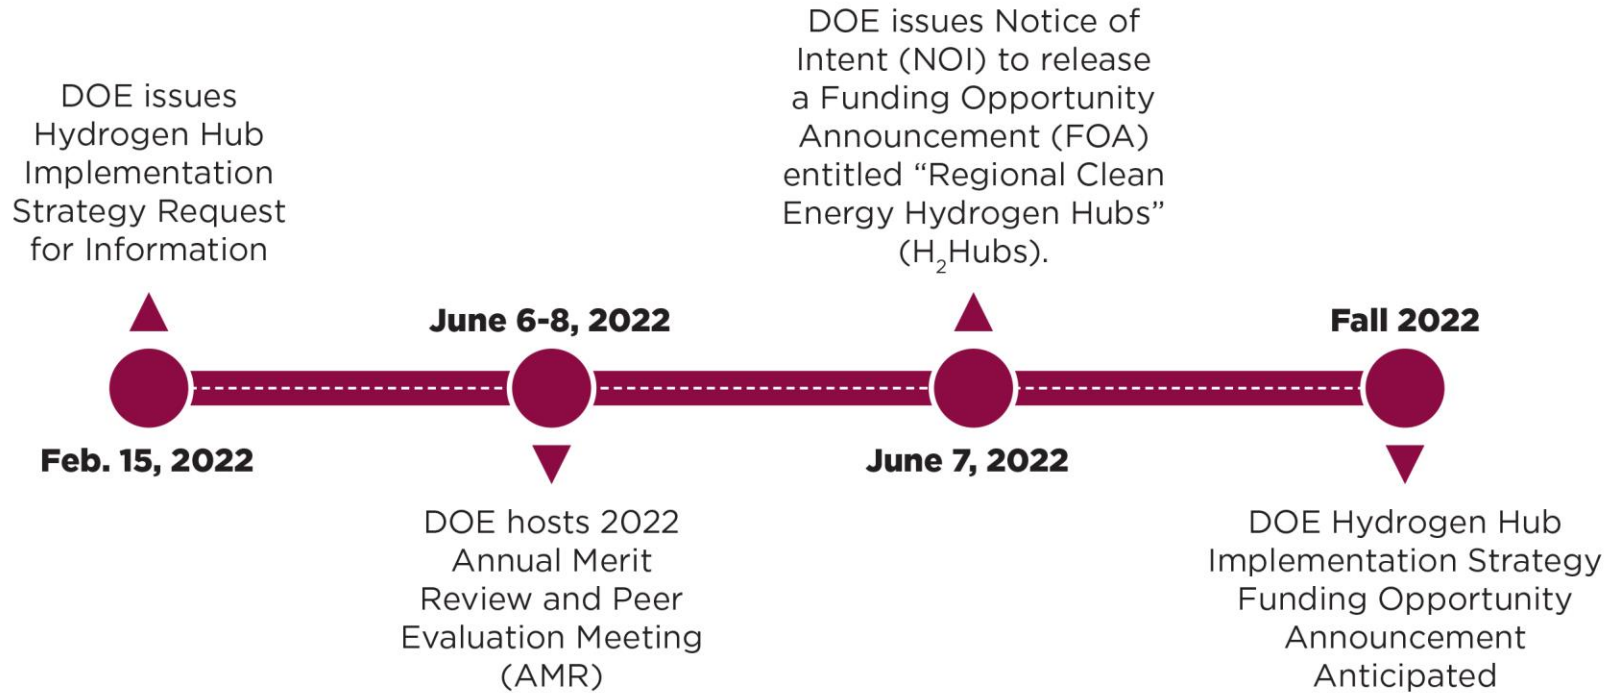 DOE issues
Hydrogen Hub
Implementation
Strategy Request
for Information
Feb. 15, 2022
June 6-8, 2022
DOE hosts 2022
Annual Merit
Review and Peer
Evaluation Meeting
(AMR)
DOE issues Notice of
Intent (NOI) to release
a Funding Opportunity
Announcement (FOA)
entitled “Regional Clean
Energy Hydrogen Hubs”
(H₂Hubs).
June 7, 2022
Fall 2022
DOE Hydrogen Hub
Implementation Strategy
Funding Opportunity
Announcement
Anticipated